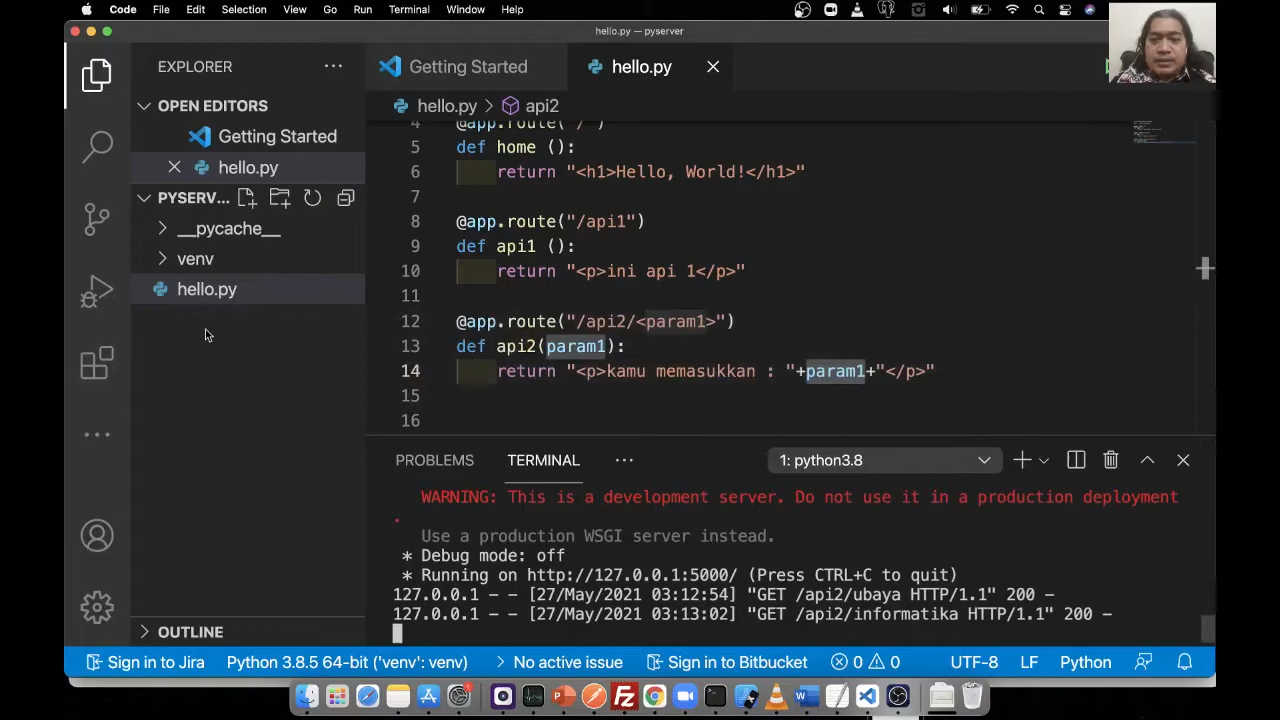 Code File Edit Selection View Go Run Terminal Window Help
hello.py — pyserver
EXPLORER
Getting Started
hello.py
OPEN EDITORS
Getting Started
hello.py
PYSERV...
__pycache__
venv
hello.py
OUTLINE
hello.py > api2
4 @app.route("/")
5 def home ():
6 return "<h1>Hello, World!</h1>"
7
8 @app.route("/api1")
9 def api1 ():
10 return "<p>ini api 1</p>"
11
12 @app.route("/api2/<param1>")
13 def api2(param1):
14 return "<p>kamu memasukkan : "+param1+"</p>"
15
16
PROBLEMS TERMINAL ... 1: python3.8
WARNING: This is a development server. Do not use it in a production deployment
.
Use a production WSGI server instead.
* Debug mode: off
* Running on http://127.0.0.1:5000/ (Press CTRL+C to quit)
127.0.0.1 - - [27/May/2021 03:12:54] "GET /api2/ubaya HTTP/1.1" 200 -
127.0.0.1 - - [27/May/2021 03:13:02] "GET /api2/informatika HTTP/1.1" 200 -
Sign in to Jira Python 3.8.5 64-bit ('venv': venv) No active issue Sign in to Bitbucket 0 0 UTF-8 LF Python